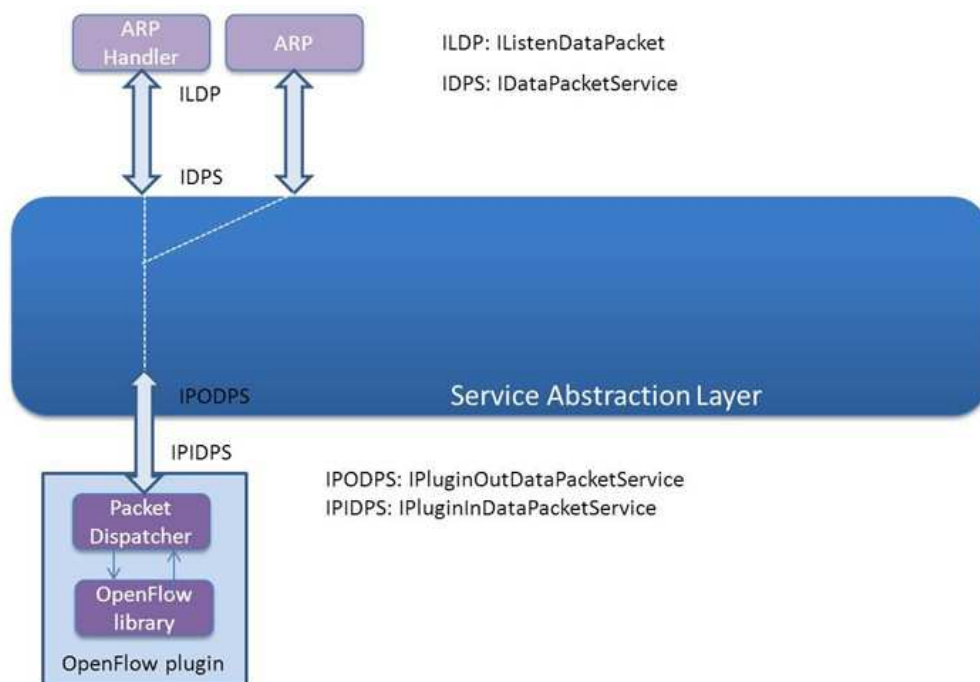 ARP
Handler
ARP
ILDP: IListenDataPacket
ILDP
IDPS: IDataPacketService
IDPS
IPODPS
Service Abstraction Layer
IPIDPS
IPODPS: IPluginOutDataPacketService
IPIDPS: IPluginInDataPacketService
Packet
Dispatcher
OpenFlow
library
OpenFlow plugin